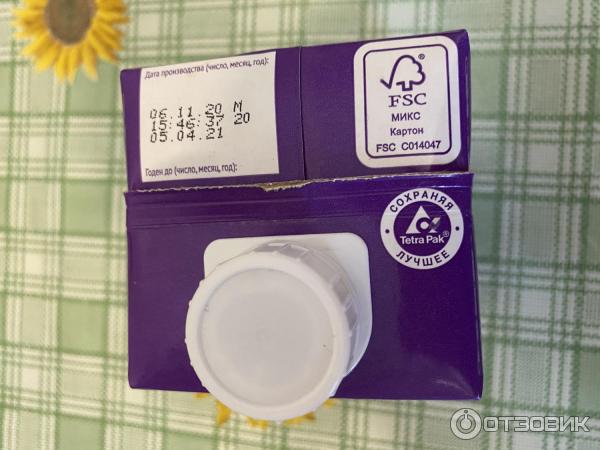 Дата производства (число, месяц, год):
06.11.20 M
15:46:37 20
05.04.21
Годен до (число, месяц, год):
FSC
МИКС
Картон
FSC C014047
СОХРАНЯЯ
Tetra Pak®
ЛУЧШЕЕ
ОТЗОВИК